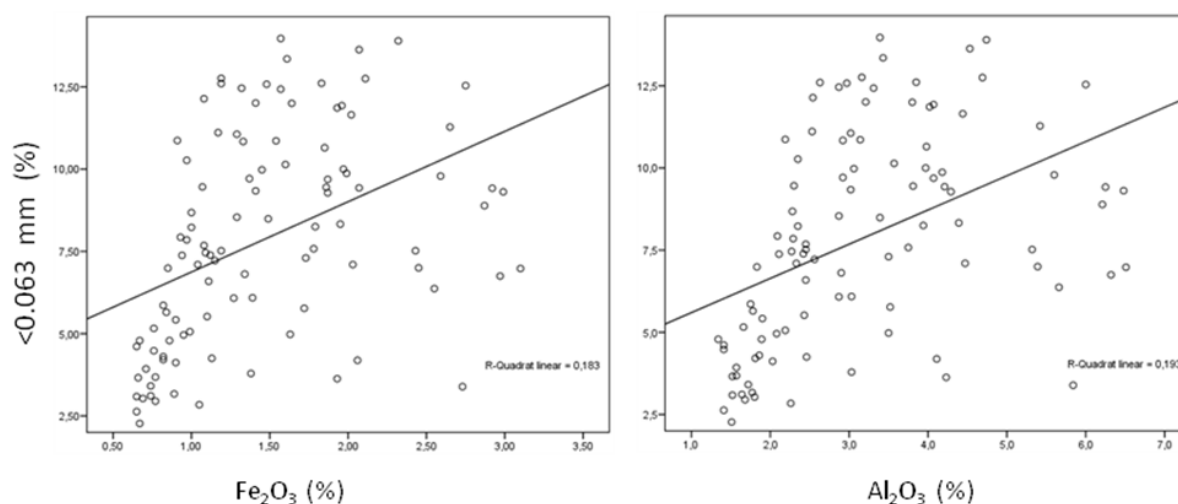 <0.063 mm (%)
12,50
10,00
7,50
5,00
2,50
R-Quadrat linear = 0,183
0,50 1,00 1,50 2,00 2,50 3,00 3,50
Fe₂O₃ (%)
12,5
10,0
7,5
5,0
2,5
R-Quadrat linear = 0,193
1,0 2,0 3,0 4,0 5,0 6,0 7,0
Al₂O₃ (%)